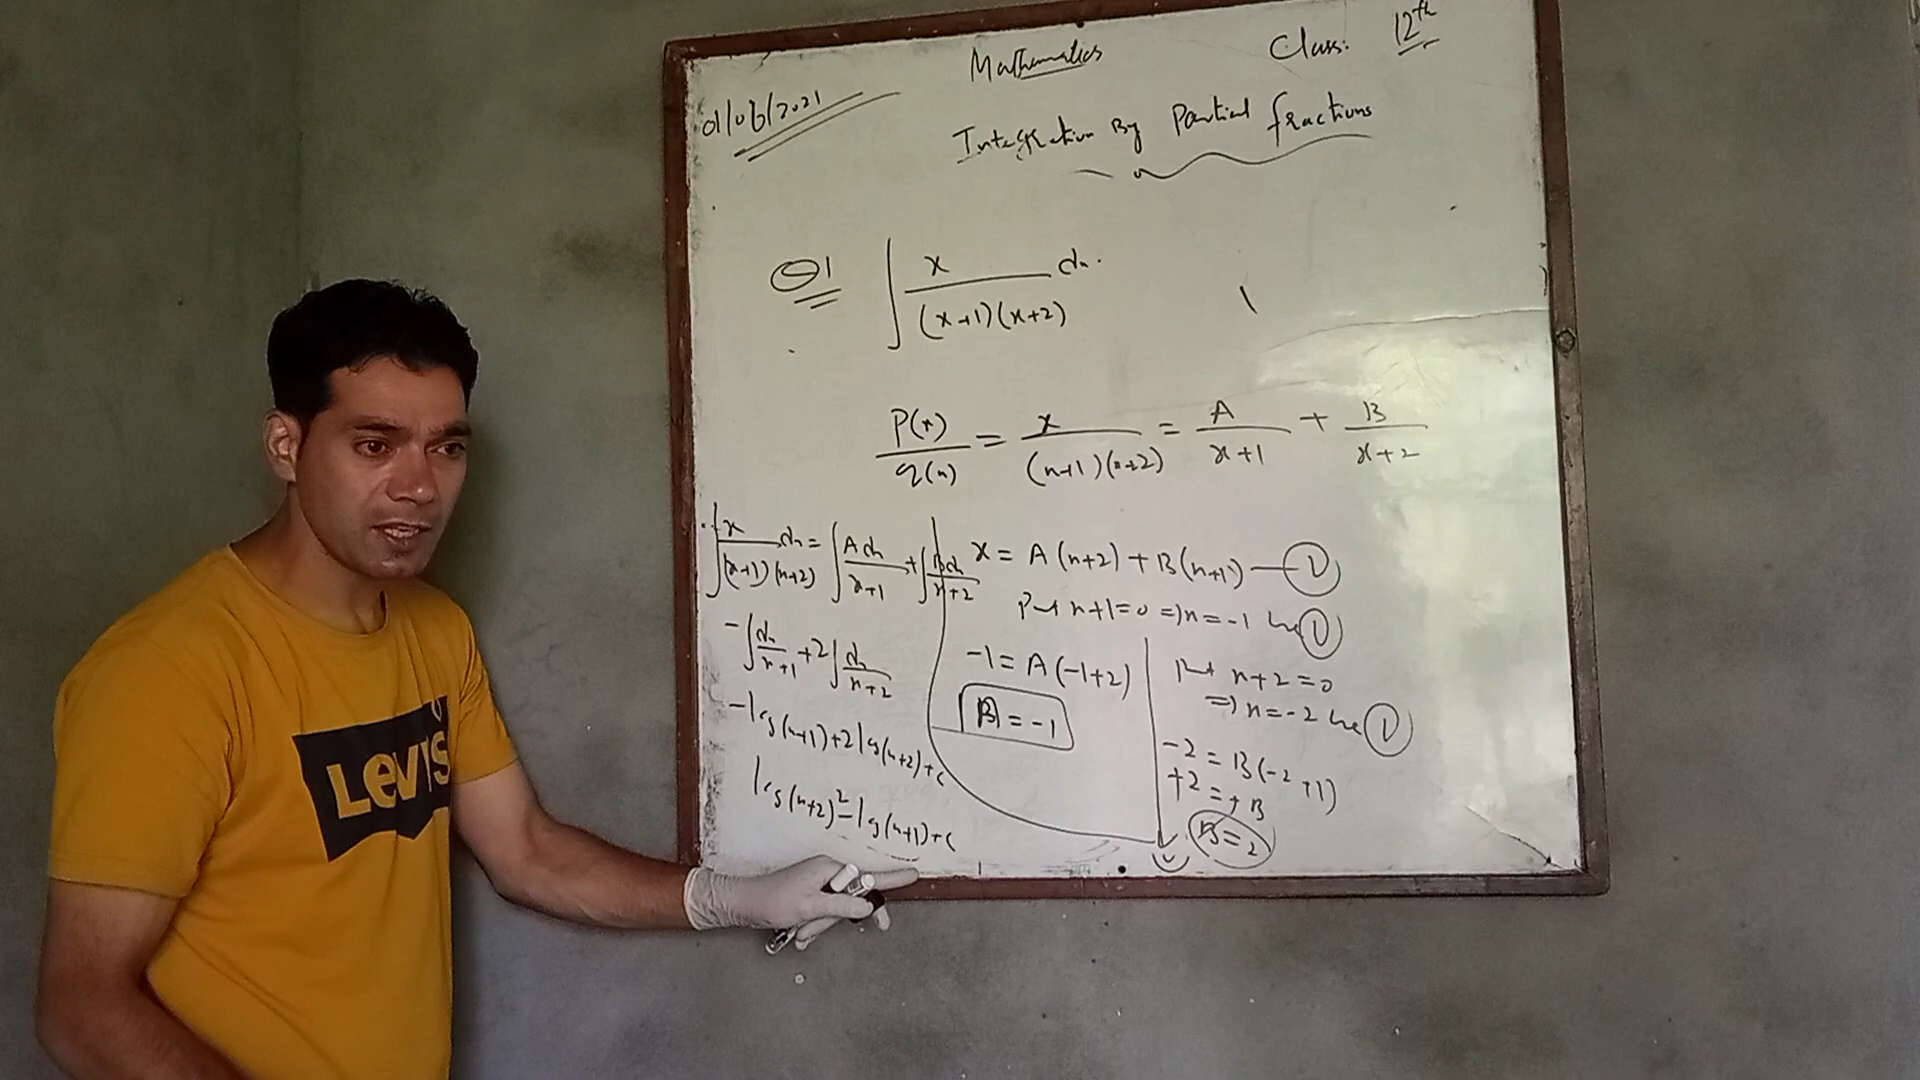 Mathematics
Class: 12th
01/06/2021
Integration By Partial fractions
Q1 ∫ x/((x+1)(x+2)) dx.
P(x)/q(x) = x/((x+1)(x+2)) = A/(x+1) + B/(x+2)
∫ x/((x+1)(x+2)) dx = ∫ A dx/(x+1) + ∫ B dx/(x+2)
- ∫ dx/(x+1) + 2 ∫ dx/(x+2)
-log(x+1)+2log(x+2)+c
log(x+2)²-log(x+1)+c
x = A(x+2) + B(x+1) — ①
Put x+1=0 ⇒ x=-1 in ①
-1 = A(-1+2)
B = -1
Put x+2=0
⇒ x=-2 in ①
-2 = B(-2+1)
+2 = +B
B=2
LEVI'S